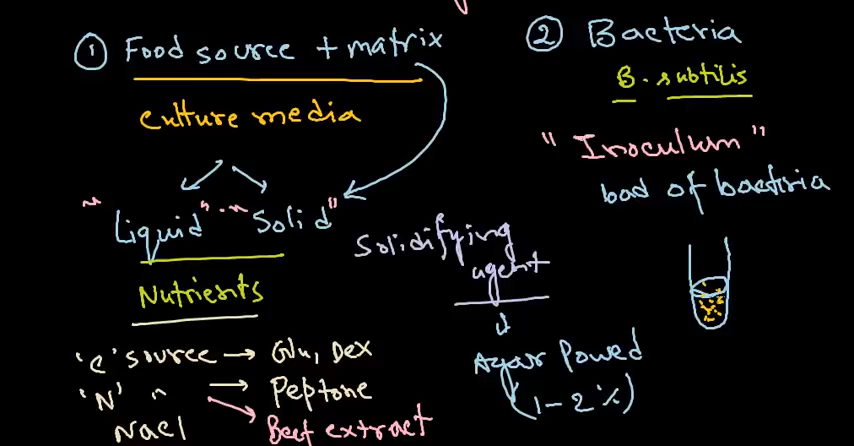 ① Food source + matrix
culture media
"Liquid" "Solid"
Nutrients
'C' source → Glu, Dex
'N' " → Peptone
Beef extract
Nacl
Solidifying
agent
Agar Powed
(1-2%)
② Bacteria
B. subtilis
"Inoculum"
bad of bacteria